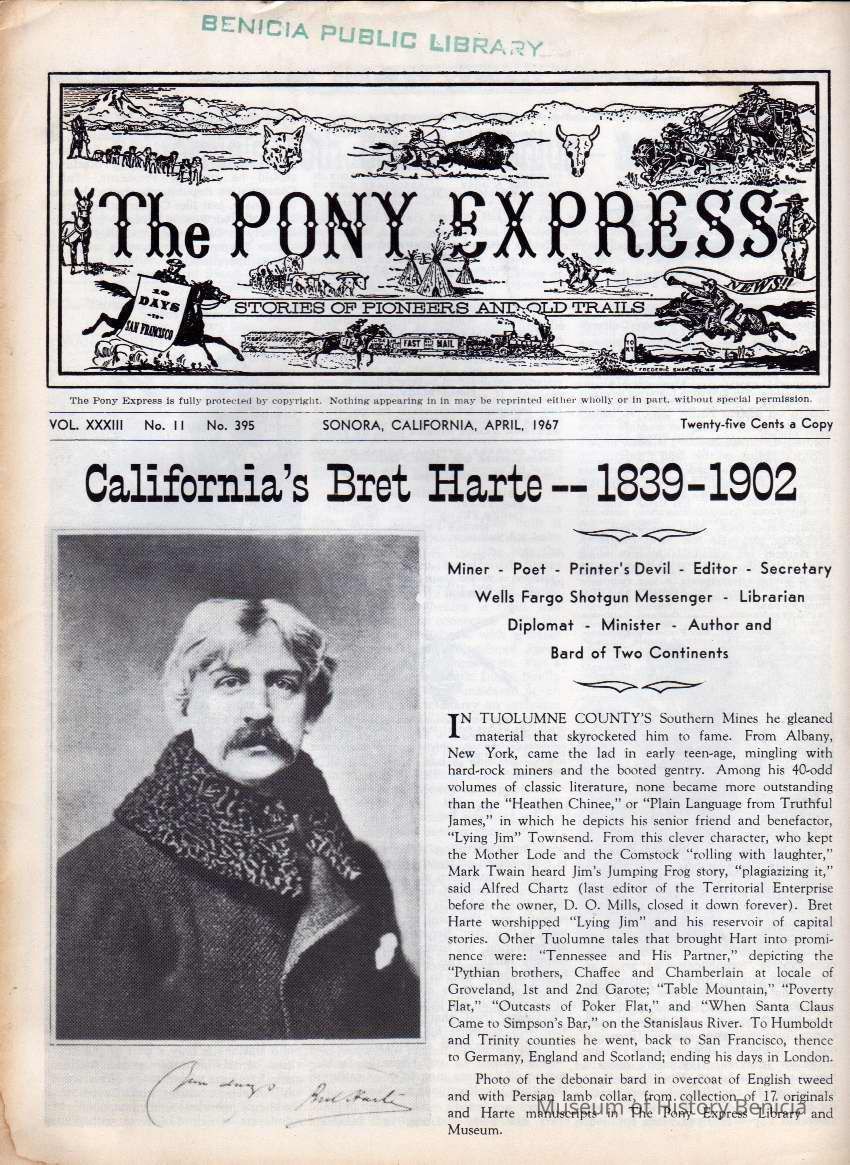 BENICIA PUBLIC LIBRARY
The PONY EXPRESS
NEWS!!
10
DAYS
TO
SAN FRANCISCO
STORIES OF PIONEERS AND OLD TRAILS
FAST MAIL
The Pony Express is fully protected by copyright. Nothing appearing in in may be reprinted either wholly or in part, without special permission.
VOL. XXXIII No. 11 No. 395 SONORA, CALIFORNIA, APRIL, 1967 Twenty-five Cents a Copy
California's Bret Harte -- 1839-1902
Miner - Poet - Printer's Devil - Editor - Secretary
Wells Fargo Shotgun Messenger - Librarian
Diplomat - Minister - Author and
Bard of Two Continents
IN TUOLUMNE COUNTY'S Southern Mines he gleaned
material that skyrocketed him to fame. From Albany,
New York, came the lad in early teen-age, mingling with
hard-rock miners and the booted gentry. Among his 40-odd
volumes of classic literature, none became more outstanding
than the "Heathen Chinee," or "Plain Language from Truthful
James," in which he depicts his senior friend and benefactor,
"Lying Jim" Townsend. From this clever character, who kept
the Mother Lode and the Comstock "rolling with laughter,"
Mark Twain heard Jim's Jumping Frog story, "plagiazizing it,"
said Alfred Chartz (last editor of the Territorial Enterprise
before the owner, D. O. Mills, closed it down forever). Bret
Harte worshipped "Lying Jim" and his reservoir of capital
stories. Other Tuolumne tales that brought Hart into promi-
nence were: "Tennessee and His Partner," depicting the
"Pythian brothers, Chaffee and Chamberlain at locale of
Groveland, 1st and 2nd Garote; "Table Mountain," "Poverty
Flat," "Outcasts of Poker Flat," and "When Santa Claus
Came to Simpson's Bar," on the Stanislaus River. To Humboldt
and Trinity counties he went, back to San Francisco, thence
to Germany, England and Scotland; ending his days in London.
Photo of the debonair bard in overcoat of English tweed
and with Persian lamb collar, from collection of 17 originals
and Harte manuscripts in The Pony Express Library and
Museum.
Bret Harte
Museum of History Benicia